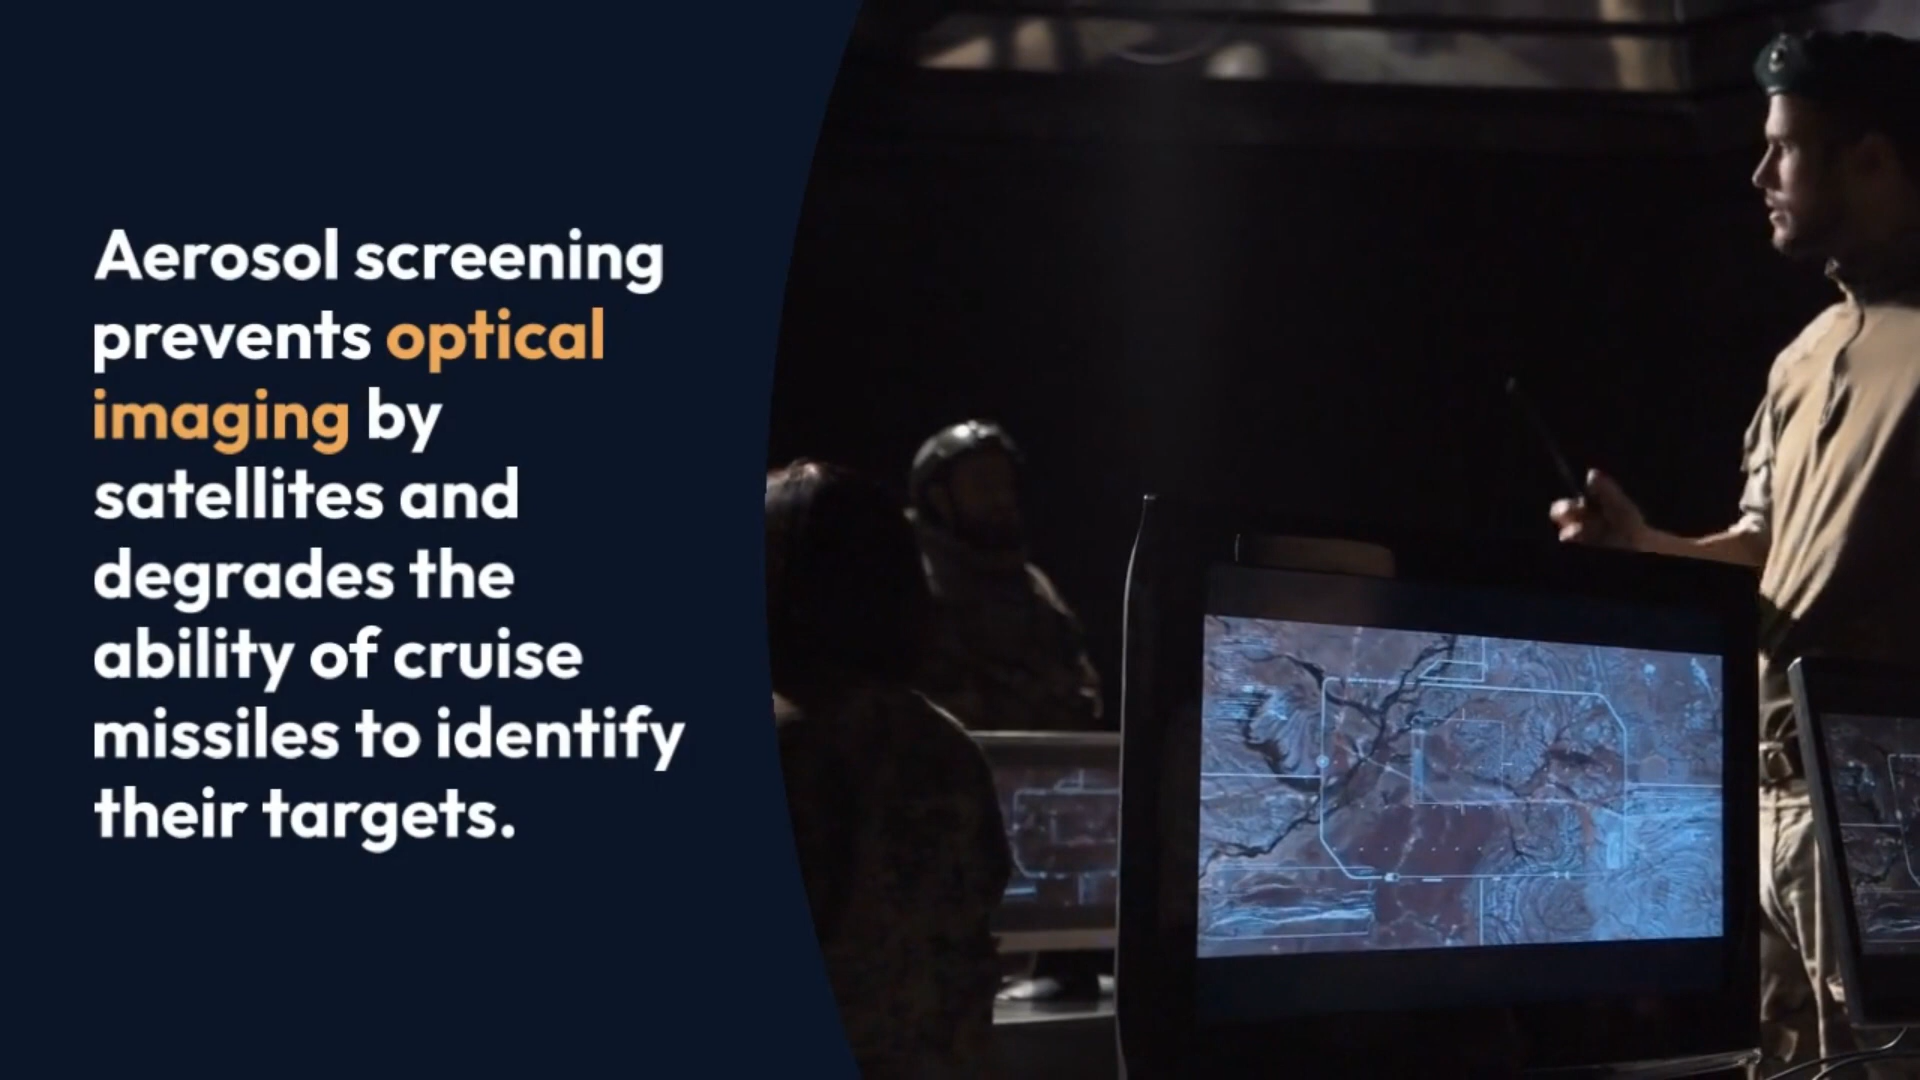 Aerosol screening
prevents optical
imaging by
satellites and
degrades the
ability of cruise
missiles to identify
their targets.